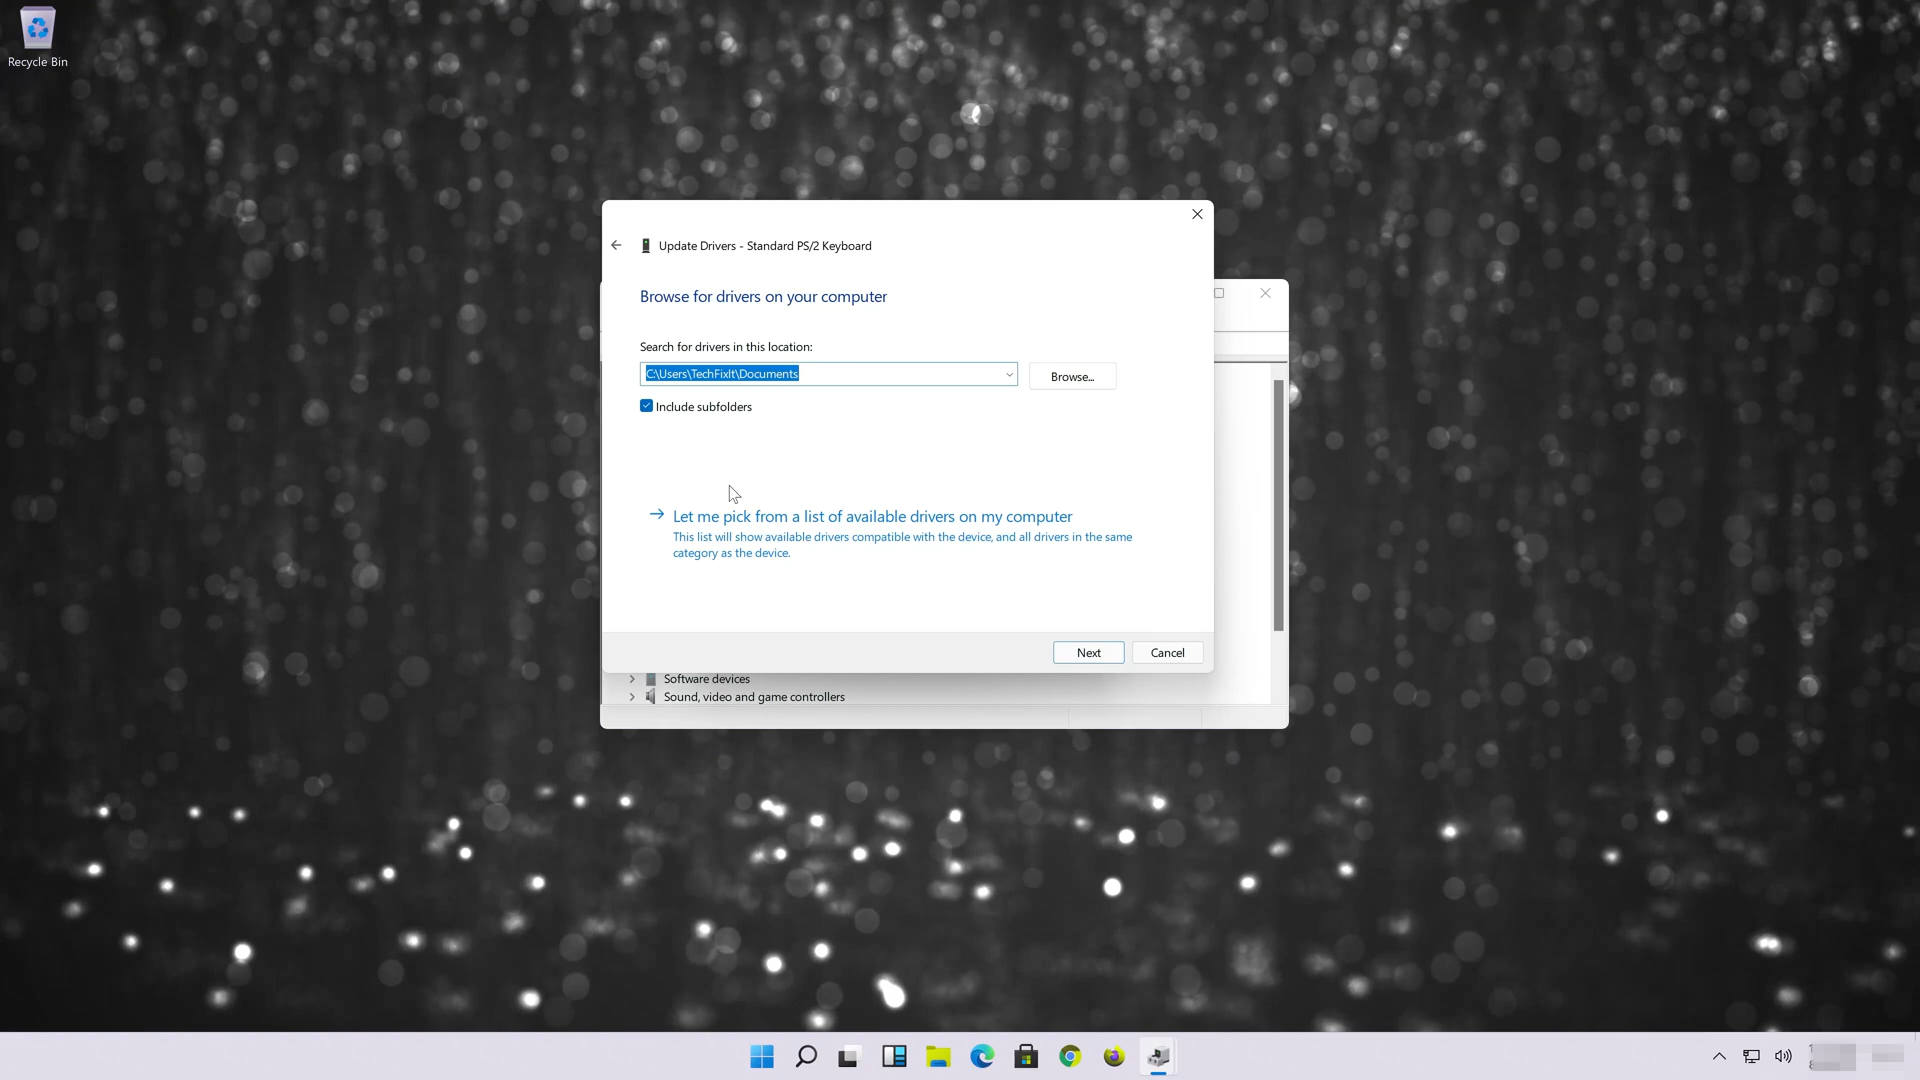 Recycle Bin
Update Drivers - Standard PS/2 Keyboard
Browse for drivers on your computer
Search for drivers in this location:
C:\Users\TechFixIt\Documents
Browse...
Include subfolders
Let me pick from a list of available drivers on my computer
This list will show available drivers compatible with the device, and all drivers in the same
category as the device.
Next
Cancel
Software devices
Sound, video and game controllers